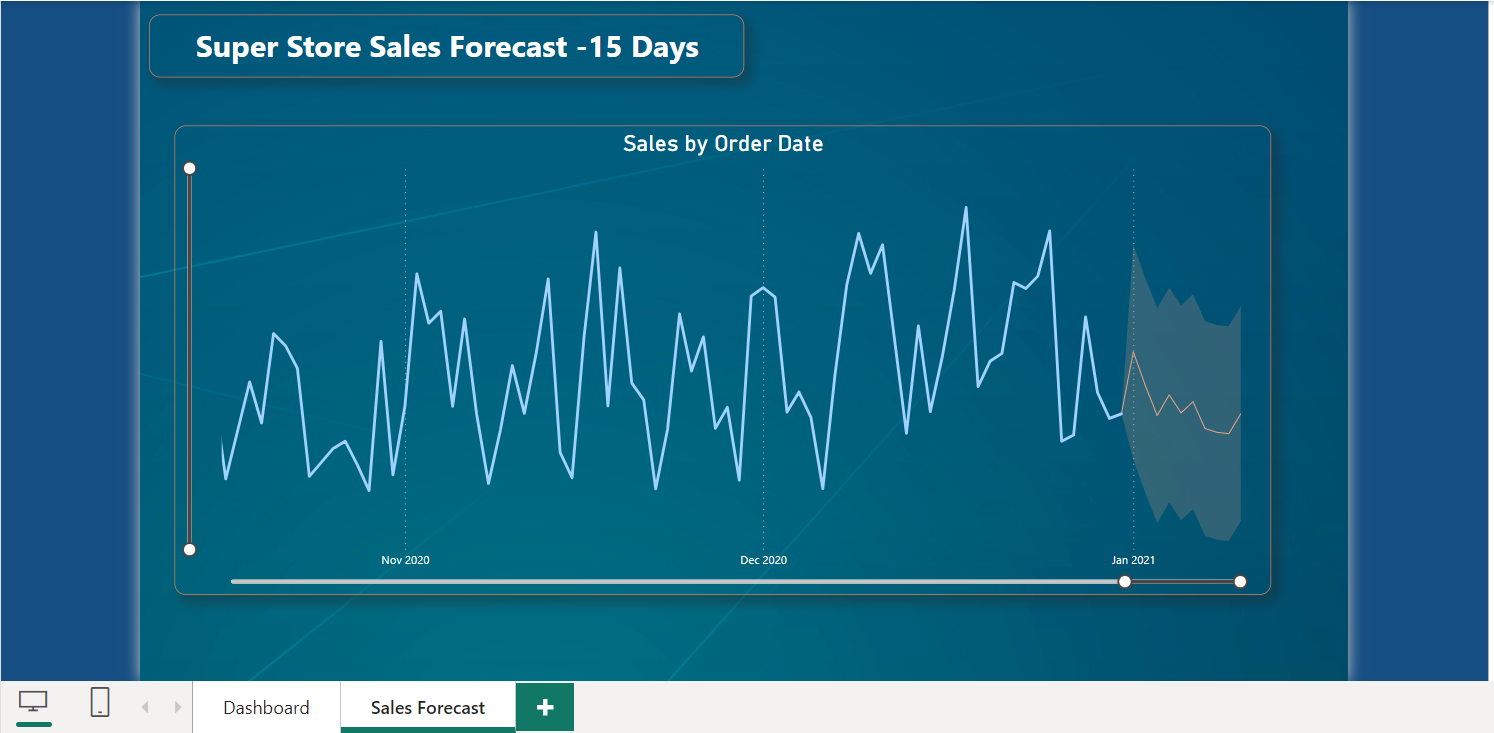 Super Store Sales Forecast -15 Days
Sales by Order Date
Nov 2020
Dec 2020
Jan 2021
Dashboard
Sales Forecast